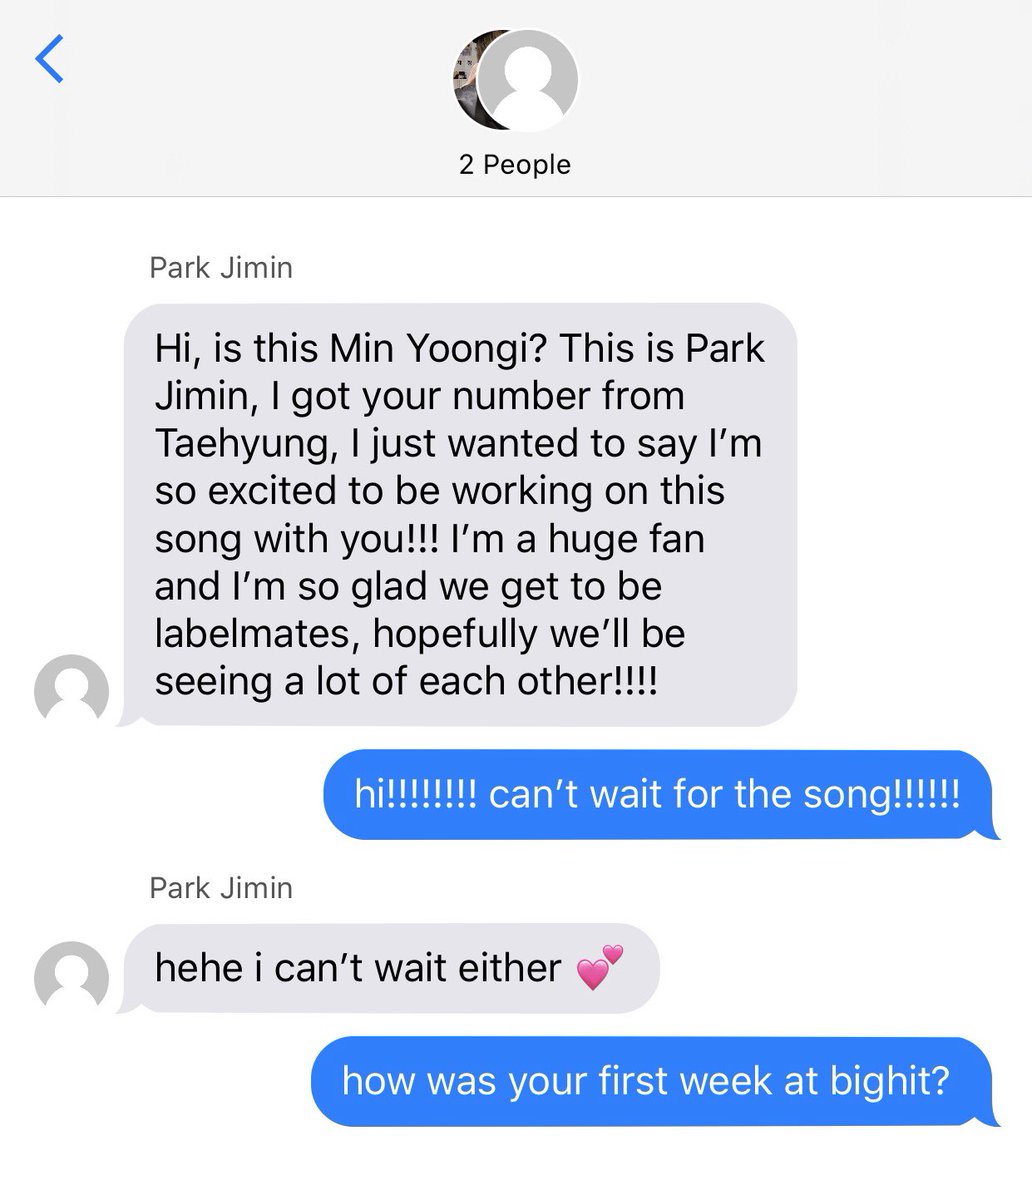 2 People
Park Jimin
Hi, is this Min Yoongi? This is Park
Jimin, I got your number from
Taehyung, I just wanted to say I’m
so excited to be working on this
song with you!!! I’m a huge fan
and I’m so glad we get to be
labelmates, hopefully we’ll be
seeing a lot of each other!!!!
hi!!!!!!!! can’t wait for the song!!!!!!
Park Jimin
hehe i can’t wait either 💕
how was your first week at bighit?